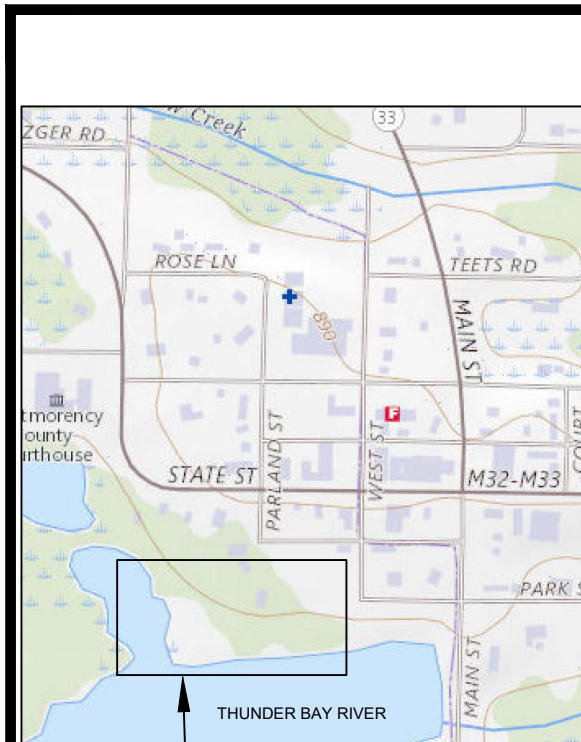 w Creek
33
ZGER RD
ROSE LN
TEETS RD
MAIN ST
890
F
tmorency
ounty
urthouse
COURT
STATE ST
PARLAND ST
WEST ST
M32-M33
PARK S
MAIN ST
THUNDER BAY RIVER